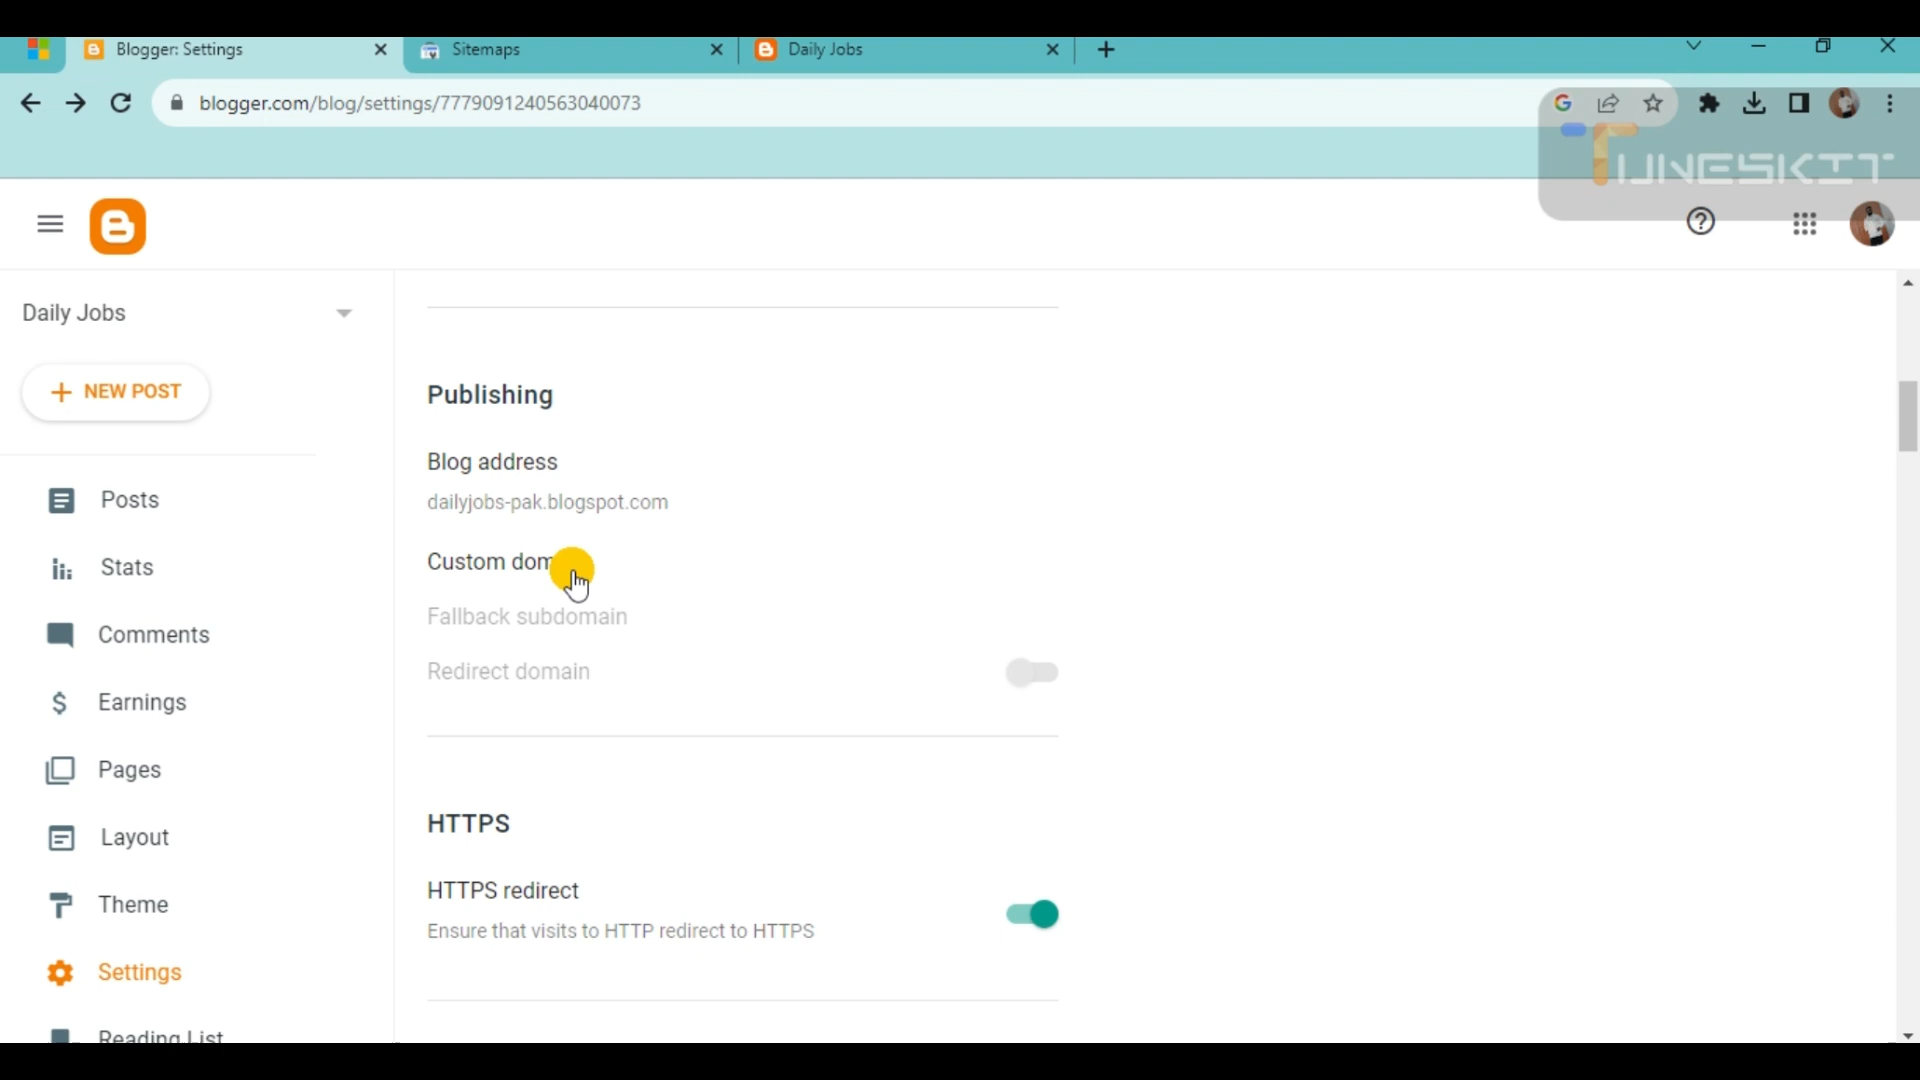 Blogger: Settings
Sitemaps
Daily Jobs
blogger.com/blog/settings/7779091240563040073
TUNESKIT
Daily Jobs
NEW POST
Posts
Stats
Comments
Earnings
Pages
Layout
Theme
Settings
Reading List
Publishing
Blog address
dailyjobs-pak.blogspot.com
Custom dom
Fallback subdomain
Redirect domain
HTTPS
HTTPS redirect
Ensure that visits to HTTP redirect to HTTPS